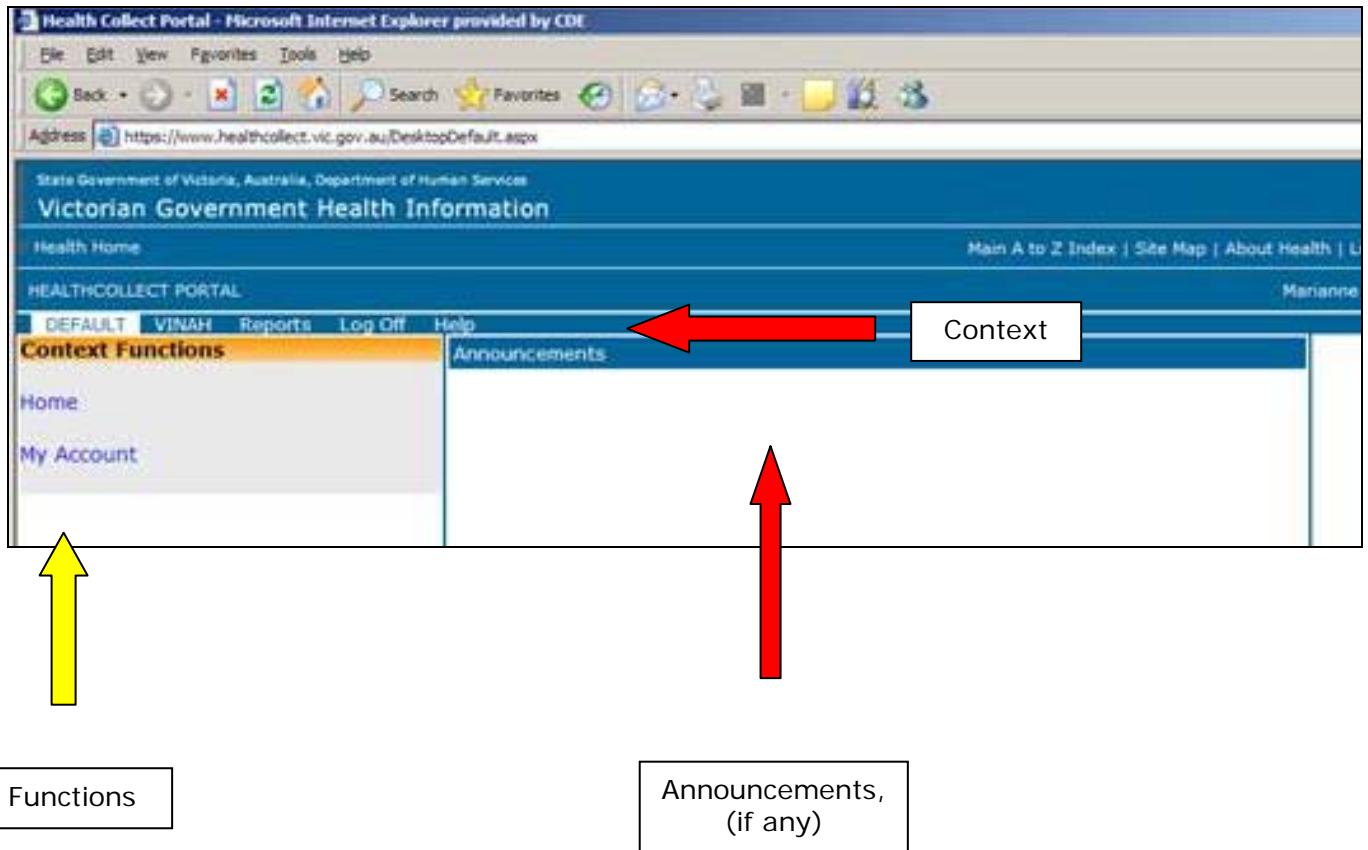 Health Collect Portal - Microsoft Internet Explorer provided by CDE
File Edit View Favorites Tools Help
Back Search Favorites
Address https://www.healthcollect.vic.gov.au/DesktopDefault.aspx
State Government of Victoria, Australia, Department of Human Services
Victorian Government Health Information
Health Home Main A to Z Index | Site Map | About Health |
HEALTHCOLLECT PORTAL Marianne
DEFAULT VINAH Reports Log Off Help
Context
Context Functions Announcements
Home
My Account
Functions
Announcements,
(if any)